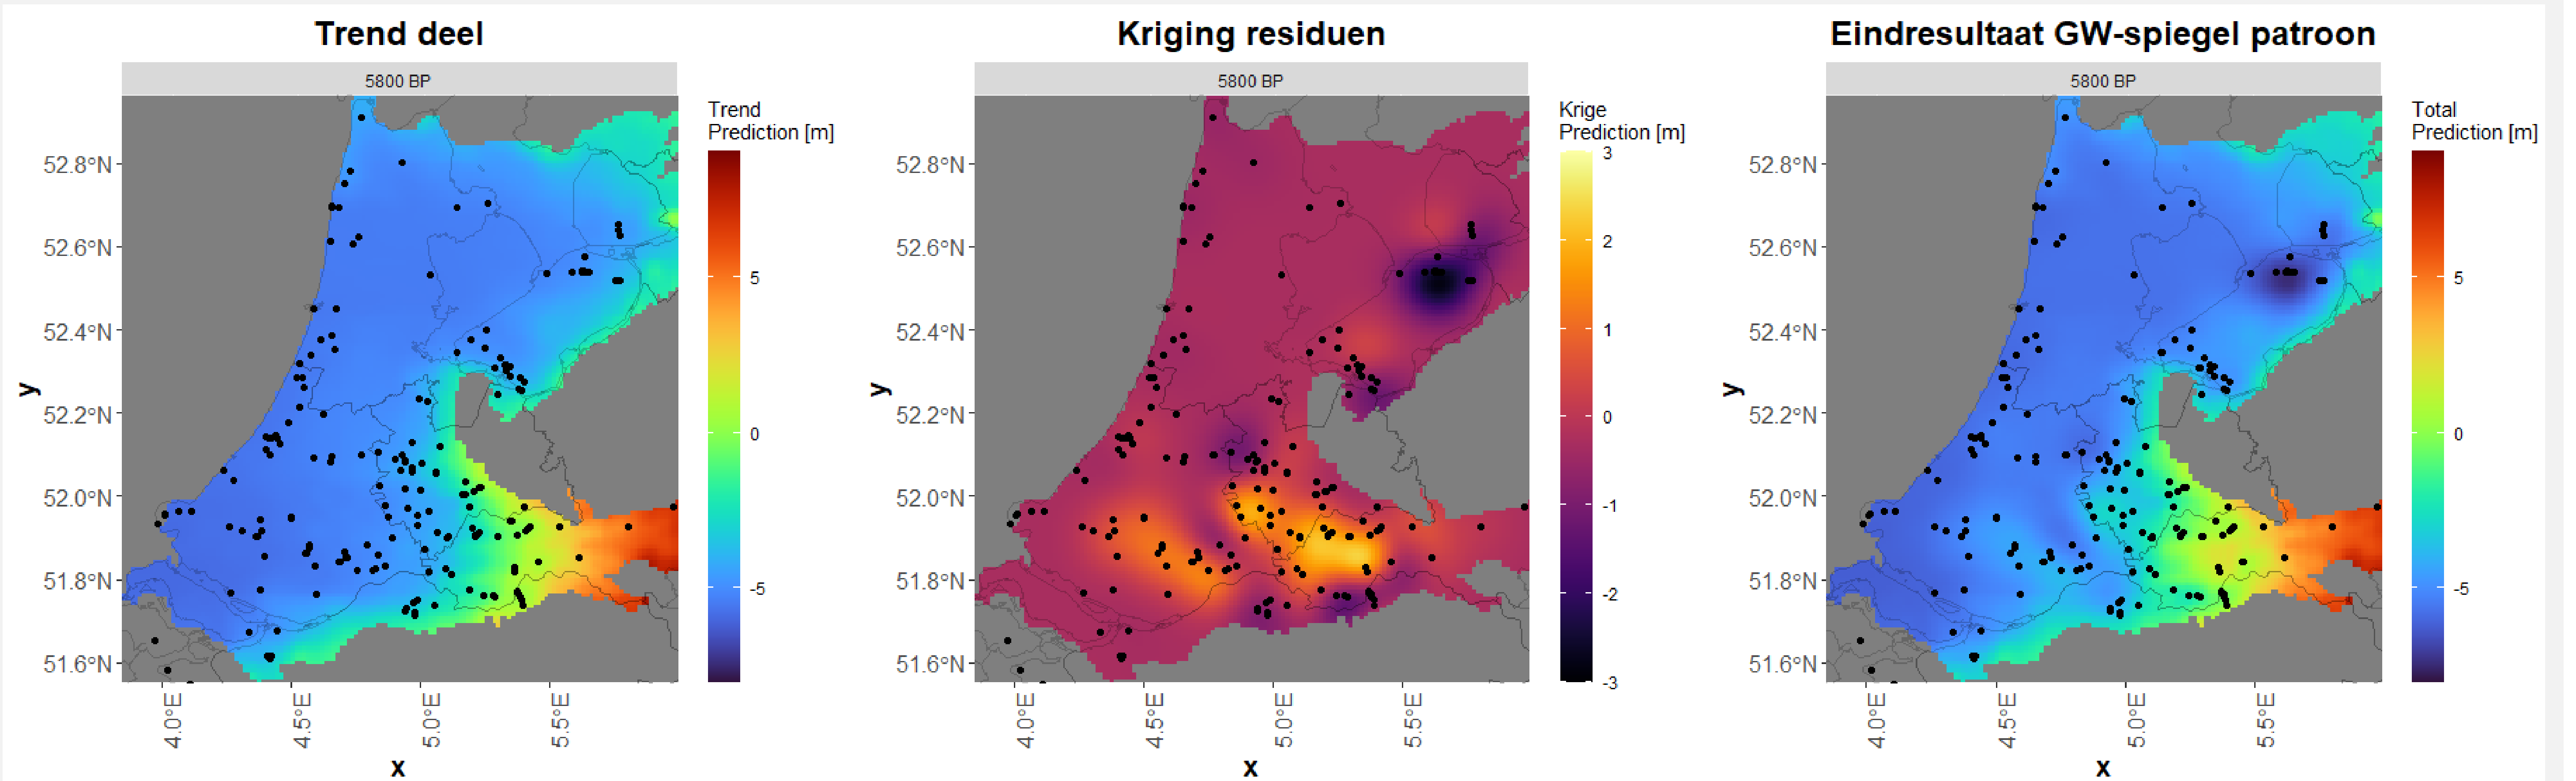 Trend deel
5800 BP
Trend
Prediction [m]
5
0
-5
52.8°N
52.6°N
52.4°N
52.2°N
52.0°N
51.8°N
51.6°N
y
4.0°E
4.5°E
5.0°E
5.5°E
x
Kriging residuen
5800 BP
Krige
Prediction [m]
3
2
1
0
-1
-2
-3
52.8°N
52.6°N
52.4°N
52.2°N
52.0°N
51.8°N
51.6°N
y
4.0°E
4.5°E
5.0°E
5.5°E
x
Eindresultaat GW-spiegel patroon
5800 BP
Total
Prediction [m]
5
0
-5
52.8°N
52.6°N
52.4°N
52.2°N
52.0°N
51.8°N
51.6°N
y
4.0°E
4.5°E
5.0°E
5.5°E
x